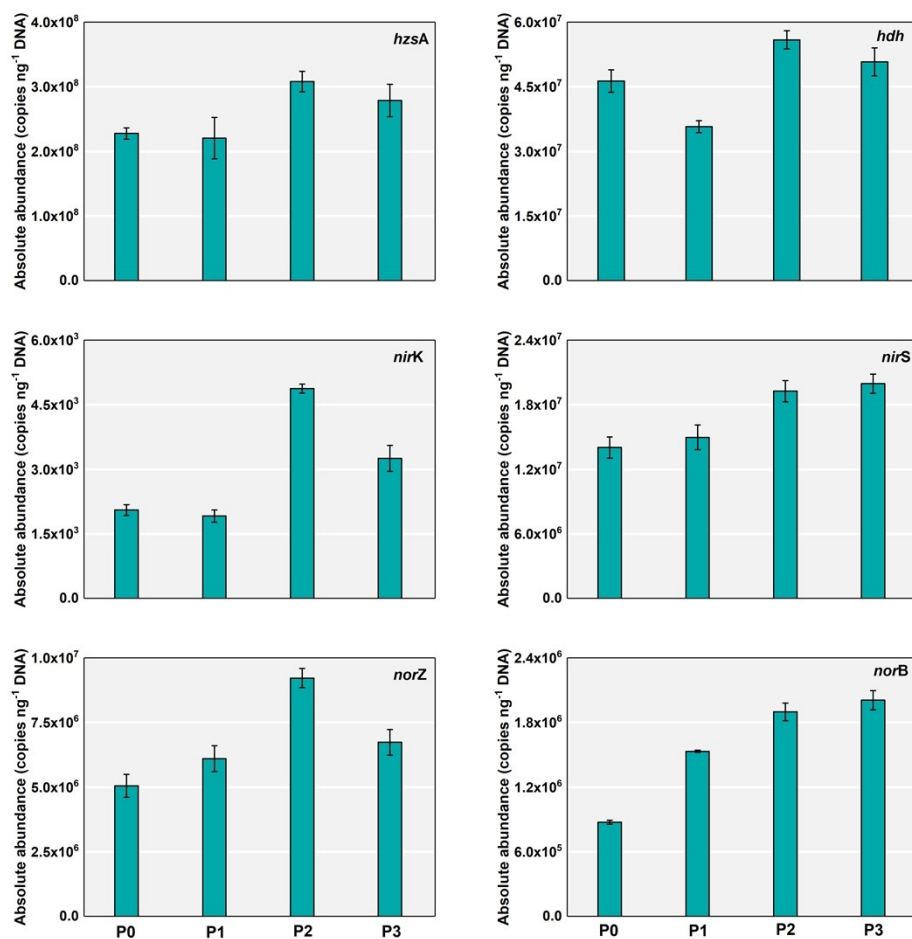 Absolute abundance (copies ng⁻¹ DNA)
4.0x10⁸
3.0x10⁸
2.0x10⁸
1.0x10⁸
0.0
hzsA
Absolute abundance (copies ng⁻¹ DNA)
6.0x10⁷
4.5x10⁷
3.0x10⁷
1.5x10⁷
0.0
hdh
Absolute abundance (copies ng⁻¹ DNA)
6.0x10³
4.5x10³
3.0x10³
1.5x10³
0.0
nirK
Absolute abundance (copies ng⁻¹ DNA)
2.4x10⁷
1.8x10⁷
1.2x10⁷
6.0x10⁶
0.0
nirS
Absolute abundance (copies ng⁻¹ DNA)
1.0x10⁷
7.5x10⁶
5.0x10⁶
2.5x10⁶
0.0
norZ
P0 P1 P2 P3
Absolute abundance (copies ng⁻¹ DNA)
2.4x10⁶
1.8x10⁶
1.2x10⁶
6.0x10⁵
0.0
norB
P0 P1 P2 P3